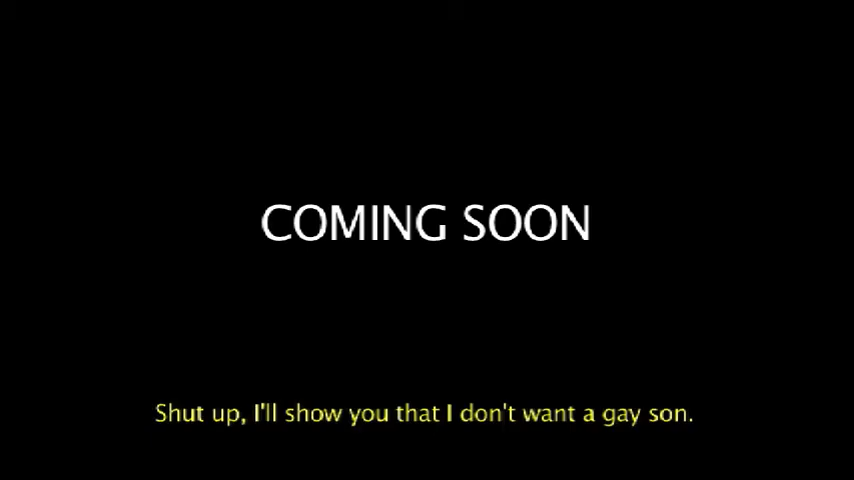 COMING SOON
Shut up, I'll show you that I don't want a gay son.